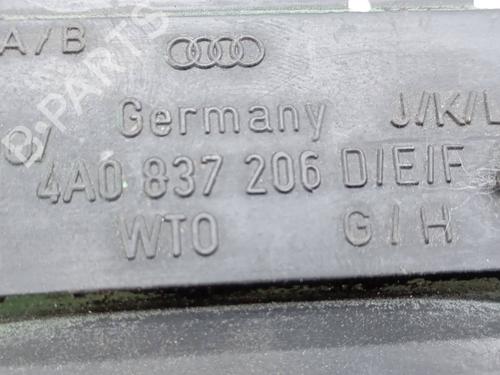 A/B
Germany J/K/L
C/
4A0 837 206 D/E/F
WTO G/H
B-PARTS